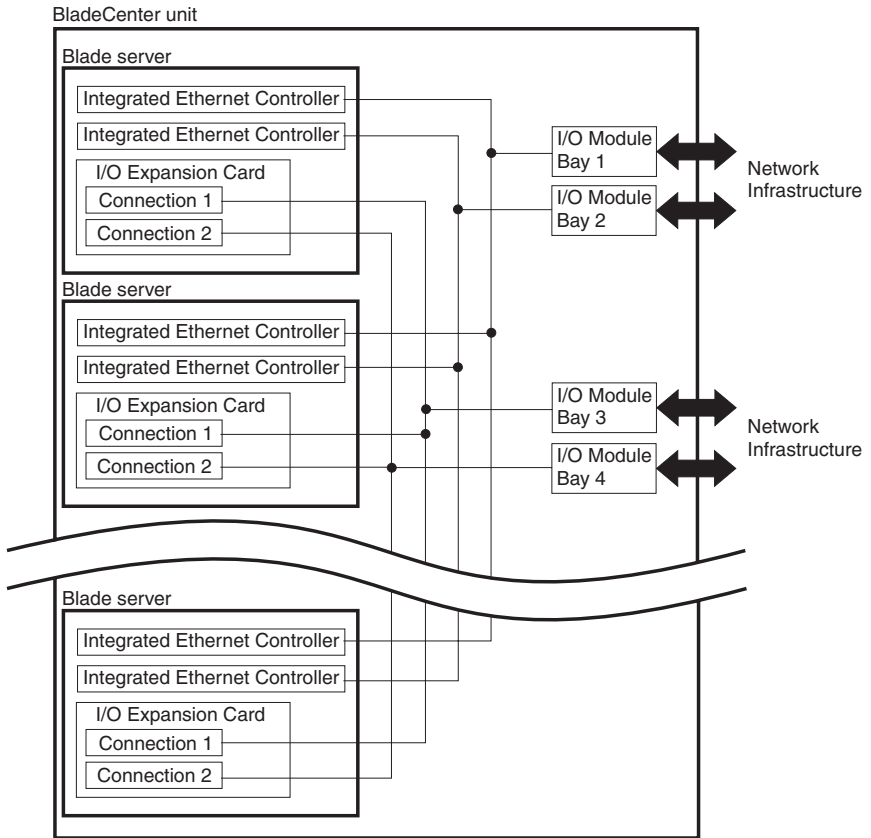 BladeCenter unit
Blade server
Integrated Ethernet Controller
Integrated Ethernet Controller
I/O Expansion Card
Connection 1
Connection 2
I/O Module
Bay 1
I/O Module
Bay 2
Network
Infrastructure
Blade server
Integrated Ethernet Controller
Integrated Ethernet Controller
I/O Expansion Card
Connection 1
Connection 2
I/O Module
Bay 3
I/O Module
Bay 4
Network
Infrastructure
Blade server
Integrated Ethernet Controller
Integrated Ethernet Controller
I/O Expansion Card
Connection 1
Connection 2